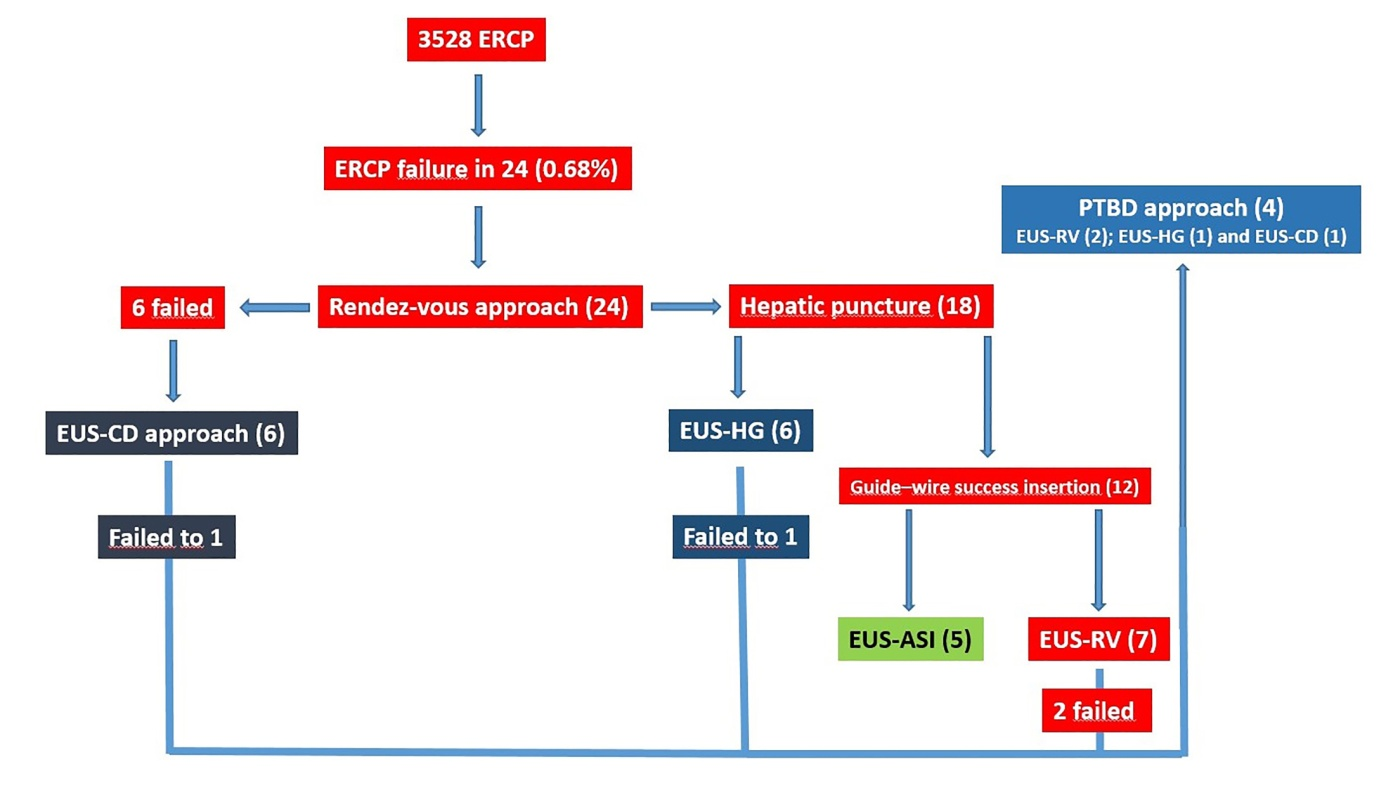 3528 ERCP
ERCP failure in 24 (0.68%)
PTBD approach (4)
EUS-RV (2); EUS-HG (1) and EUS-CD (1)
6 failed
Rendez-vous approach (24)
Hepatic puncture (18)
EUS-CD approach (6)
EUS-HG (6)
Guide–wire success insertion (12)
Failed to 1
Failed to 1
EUS-ASI (5)
EUS-RV (7)
2 failed